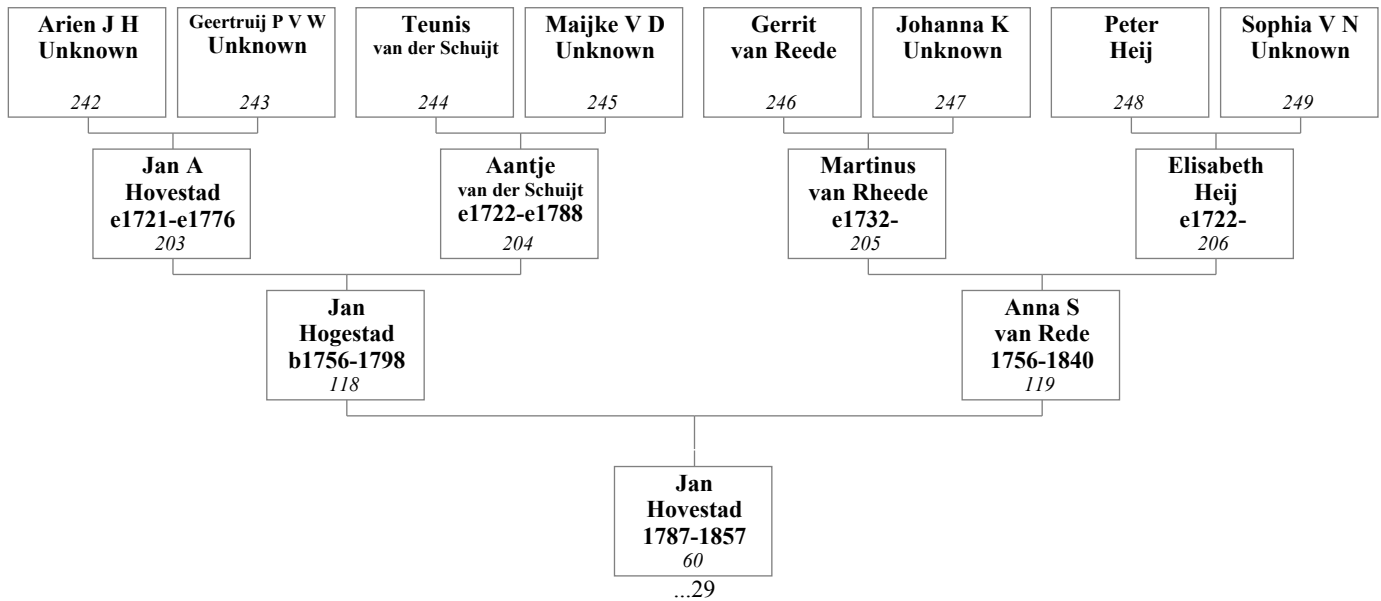 Arien J H
Unknown
242
Geertruij P V W
Unknown
243
Teunis
van der Schuijt
244
Maijke V D
Unknown
245
Gerrit
van Reede
246
Johanna K
Unknown
247
Peter
Heij
248
Sophia V N
Unknown
249
Jan A
Hovestad
e1721-e1776
203
Aantje
van der Schuijt
e1722-e1788
204
Martinus
van Rheede
e1732-
205
Elisabeth
Heij
e1722-
206
Jan
Hogestad
b1756-1798
118
Anna S
van Rede
1756-1840
119
Jan
Hovestad
1787-1857
60
...29